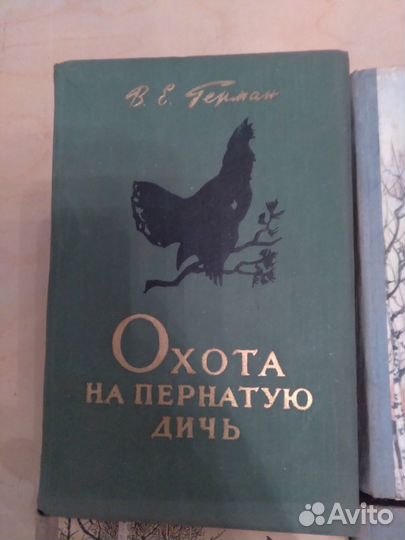 В. Е. Герман
Охота
на пернатую
дичь
Avito